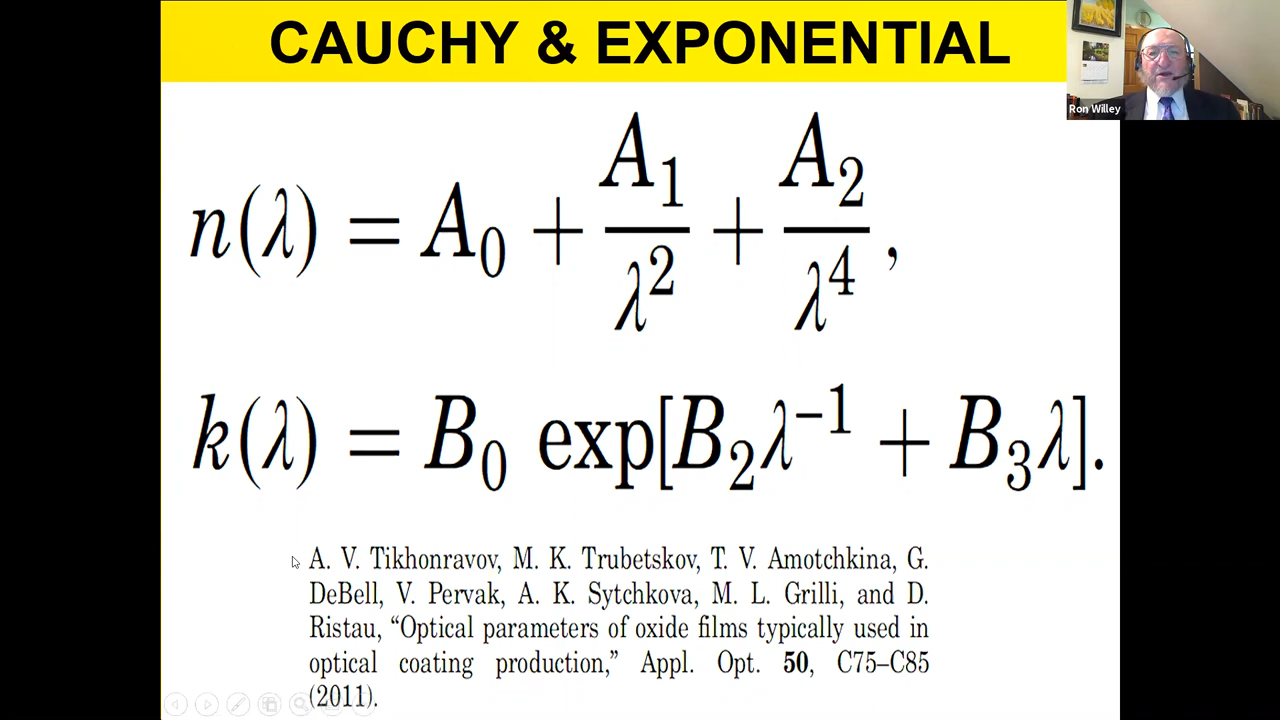 CAUCHY & EXPONENTIAL
Ron Willey
n(λ) = A₀ + A₁/λ² + A₂/λ⁴ ,
k(λ) = B₀ exp[B₂λ⁻¹ + B₃λ].
A. V. Tikhonravov, M. K. Trubetskov, T. V. Amotchkina, G.
DeBell, V. Pervak, A. K. Sytchkova, M. L. Grilli, and D.
Ristau, “Optical parameters of oxide films typically used in
optical coating production,” Appl. Opt. 50, C75–C85
(2011).